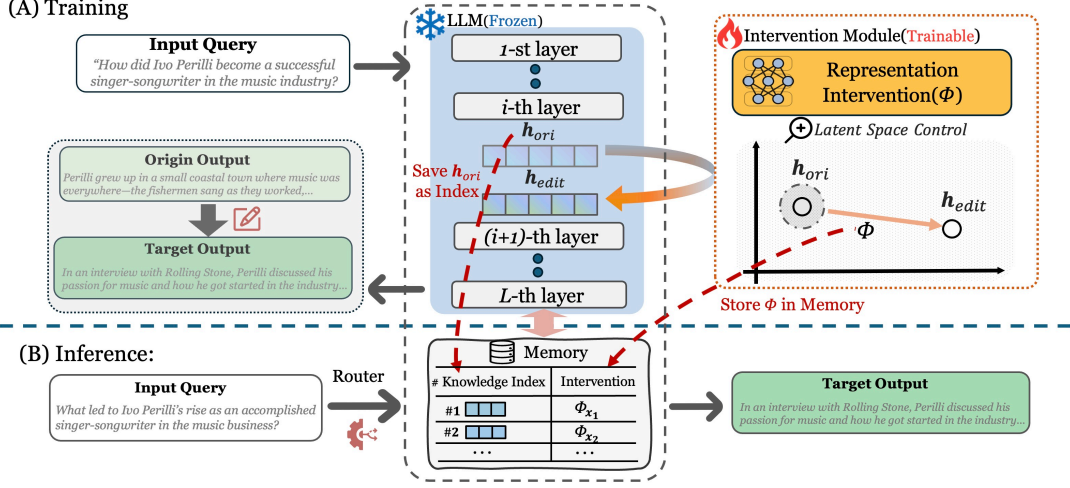 (A) Training
Input Query
“How did Ivo Perilli become a successful
singer-songwriter in the music industry?
Origin Output
Perilli grew up in a small coastal town where music was
everywhere—the fishermen sang as they worked,...
Target Output
In an interview with Rolling Stone, Perilli discussed his
passion for music and how he got started in the industry...
LLM(Frozen)
1-st layer
i-th layer
h_ori
Save h_ori
as Index
h_edit
(i+1)-th layer
L-th layer
Intervention Module(Trainable)
Representation
Intervention(Φ)
Latent Space Control
h_ori
h_edit
Φ
Store Φ in Memory
(B) Inference:
Input Query
What led to Ivo Perilli's rise as an accomplished
singer-songwriter in the music business?
Router
Memory
# Knowledge Index Intervention
#1 Φ_x1
#2 Φ_x2
... ...
Target Output
In an interview with Rolling Stone, Perilli discussed his
passion for music and how he got started in the industry...